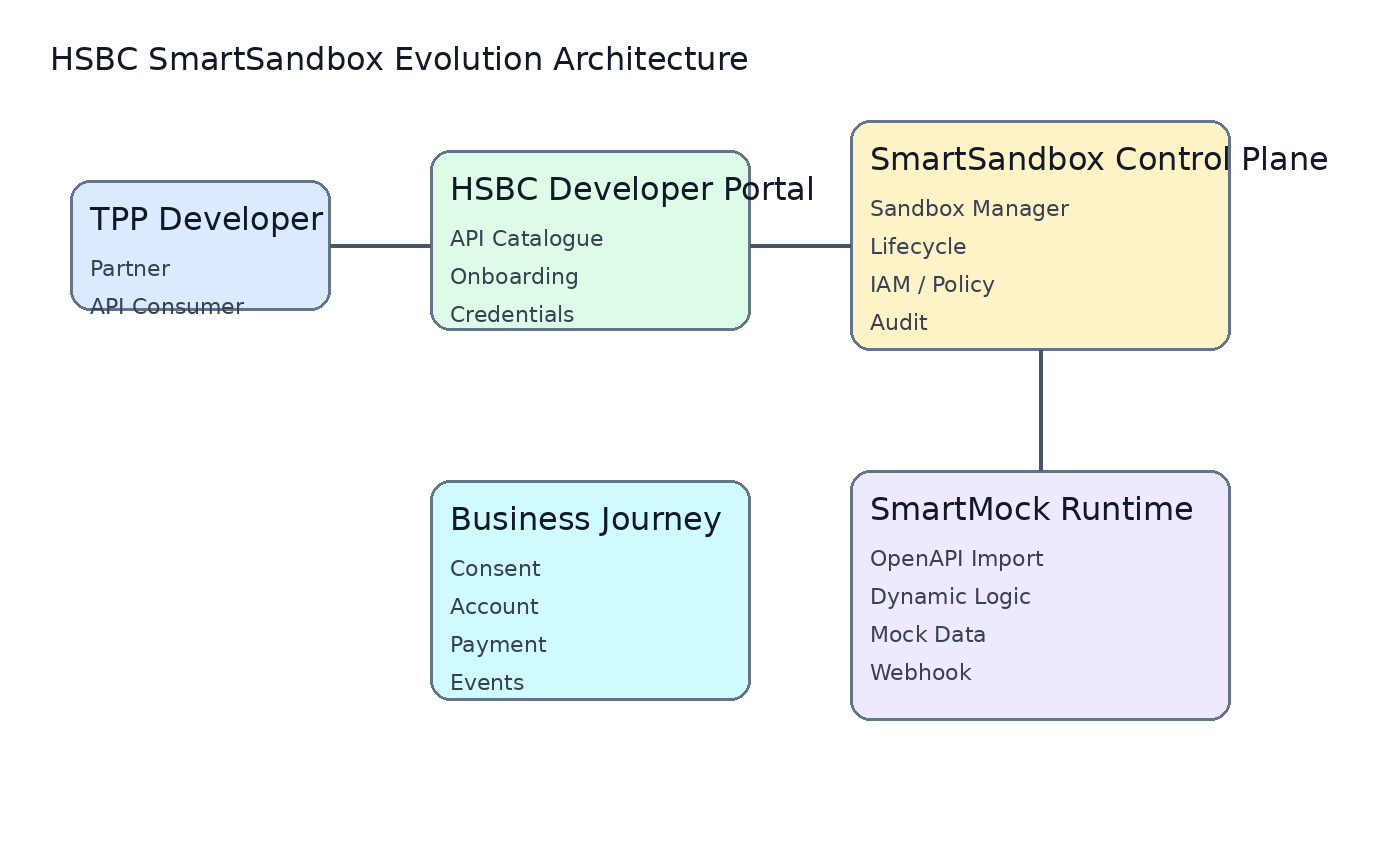 HSBC SmartSandbox Evolution Architecture
TPP Developer
Partner
API Consumer
HSBC Developer Portal
API Catalogue
Onboarding
Credentials
SmartSandbox Control Plane
Sandbox Manager
Lifecycle
IAM / Policy
Audit
Business Journey
Consent
Account
Payment
Events
SmartMock Runtime
OpenAPI Import
Dynamic Logic
Mock Data
Webhook